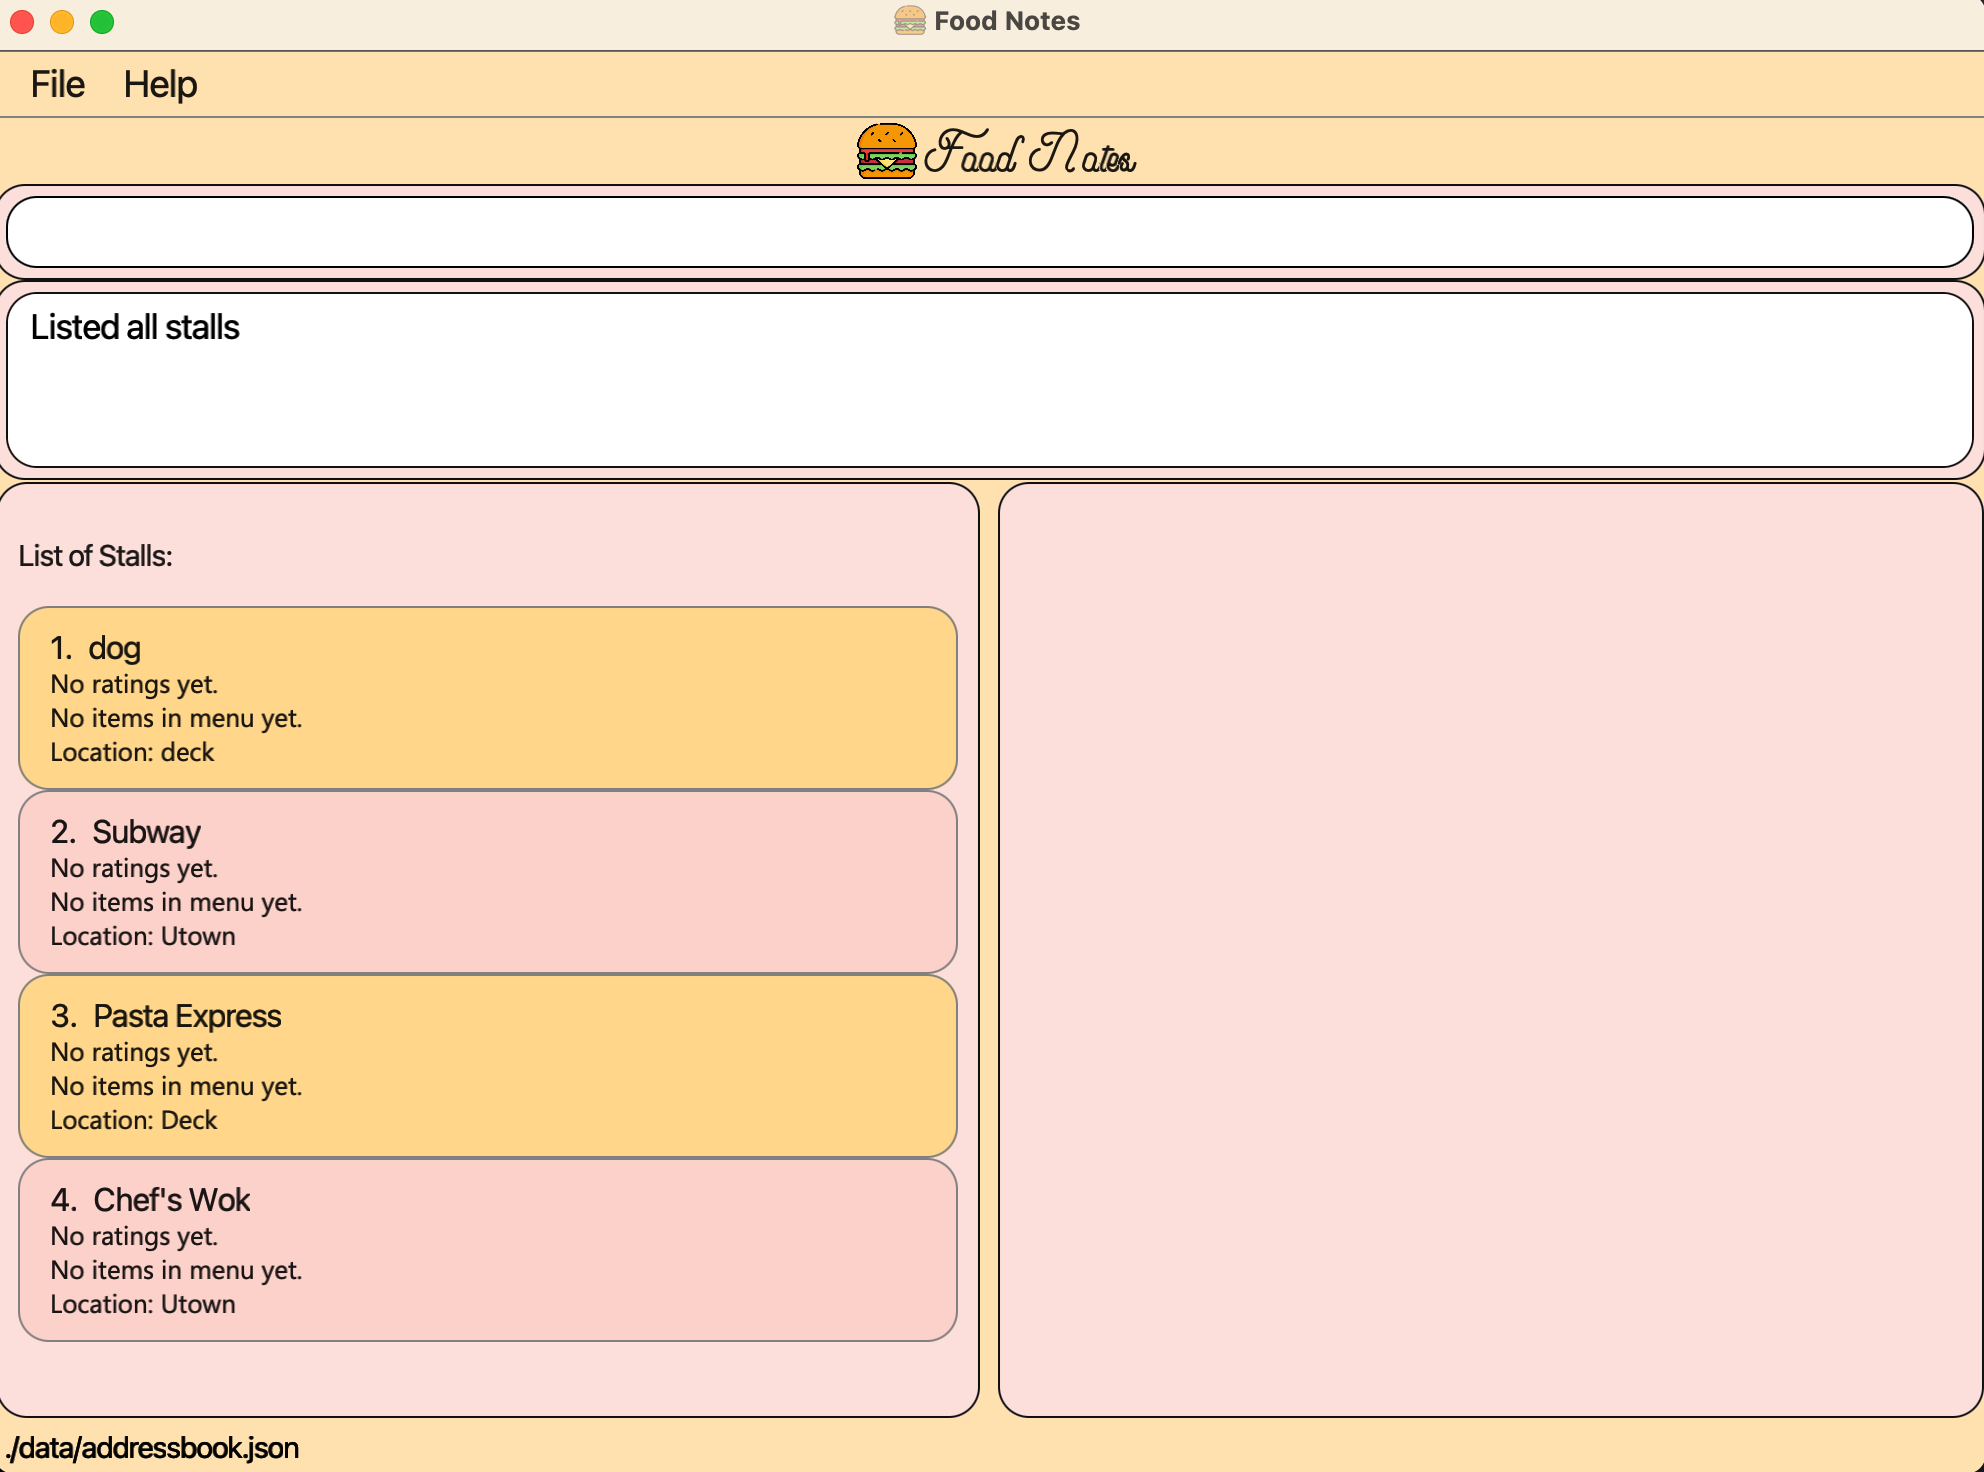 Food Notes
File Help
Food Notes
Listed all stalls
List of Stalls:
1. dog
No ratings yet.
No items in menu yet.
Location: deck
2. Subway
No ratings yet.
No items in menu yet.
Location: Utown
3. Pasta Express
No ratings yet.
No items in menu yet.
Location: Deck
4. Chef's Wok
No ratings yet.
No items in menu yet.
Location: Utown
./data/addressbook.json